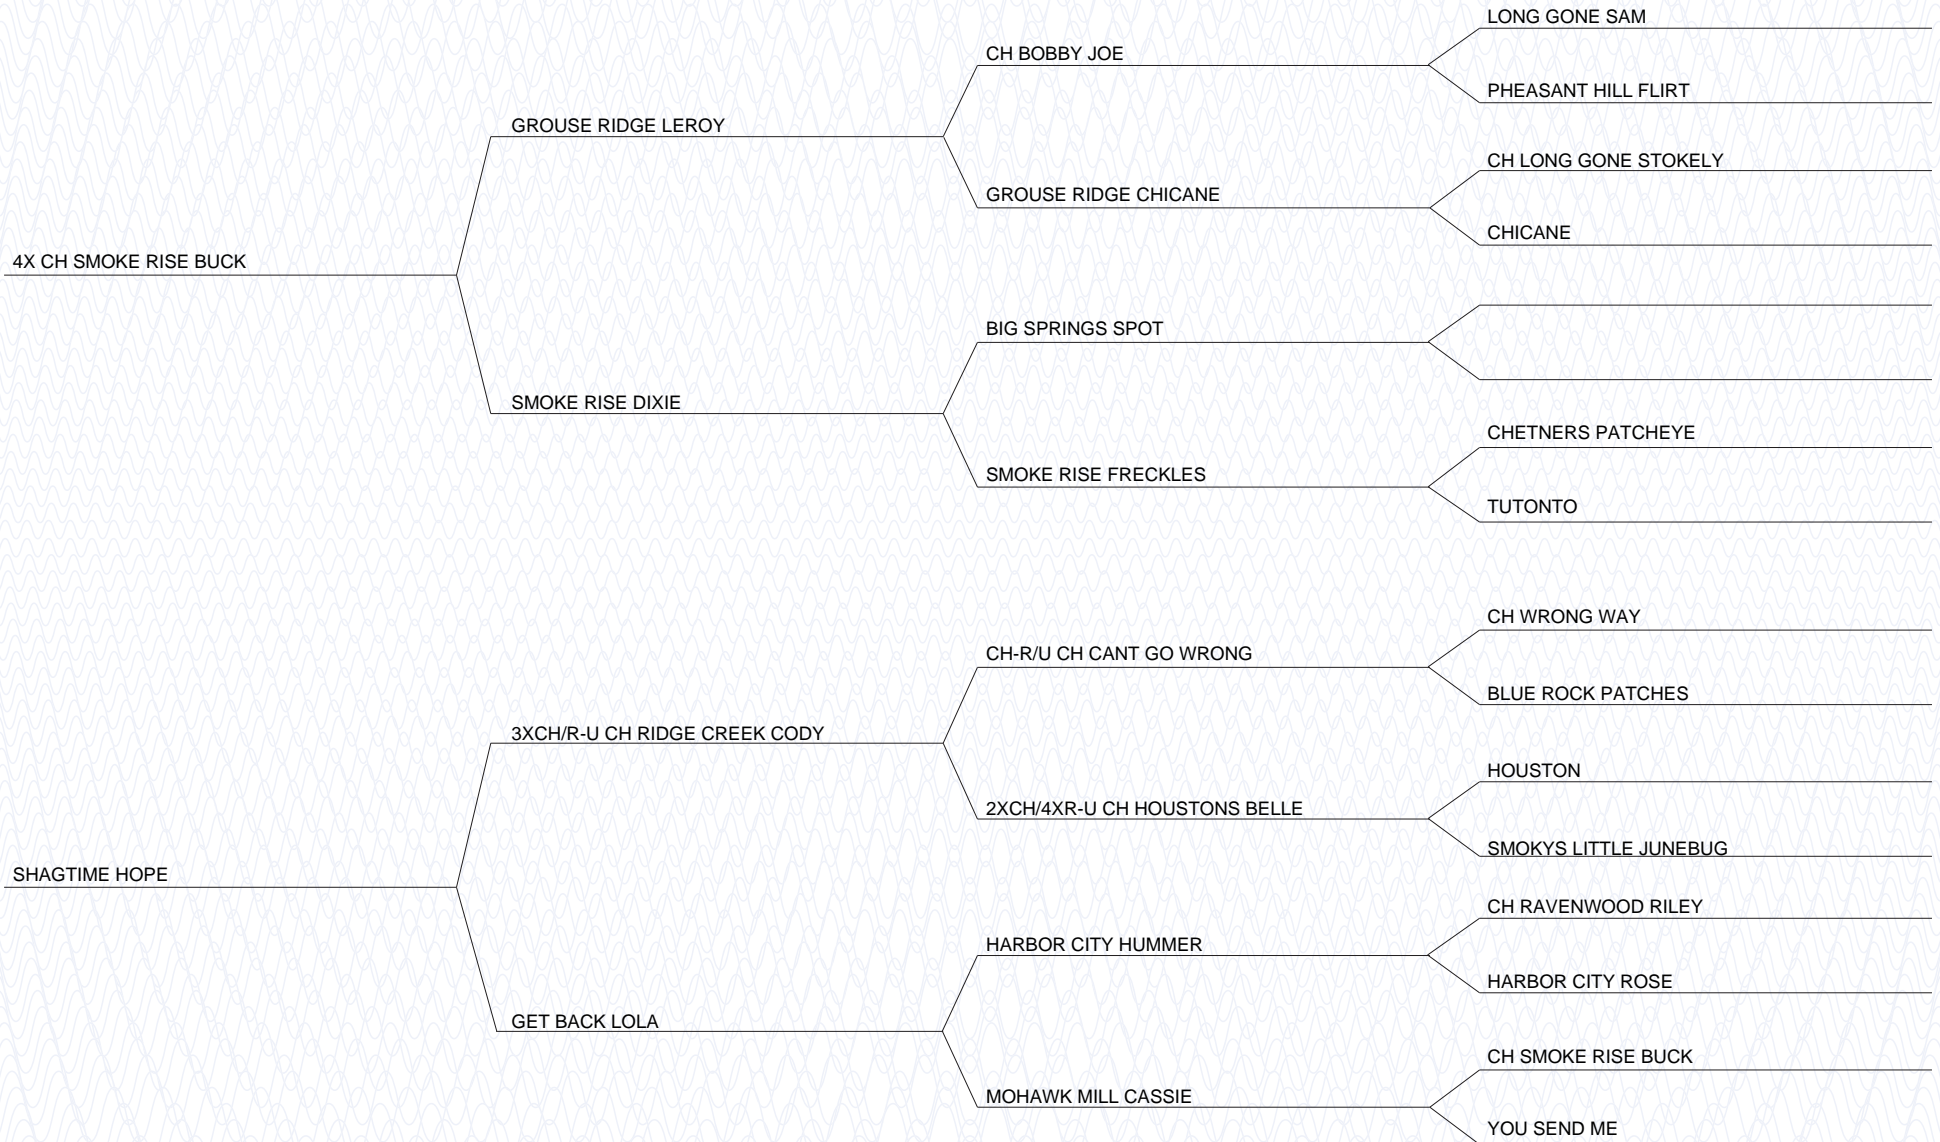 LONG GONE SAM
CH BOBBY JOE
PHEASANT HILL FLIRT
GROUSE RIDGE LEROY
CH LONG GONE STOKELY
GROUSE RIDGE CHICANE
CHICANE
4X CH SMOKE RISE BUCK
BIG SPRINGS SPOT
SMOKE RISE DIXIE
CHETNERS PATCHEYE
SMOKE RISE FRECKLES
TUTONTO
CH WRONG WAY
CH-R/U CH CANT GO WRONG
BLUE ROCK PATCHES
3XCH/R-U CH RIDGE CREEK CODY
HOUSTON
2XCH/4XR-U CH HOUSTONS BELLE
SMOKYS LITTLE JUNEBUG
SHAGTIME HOPE
CH RAVENWOOD RILEY
HARBOR CITY HUMMER
HARBOR CITY ROSE
GET BACK LOLA
CH SMOKE RISE BUCK
MOHAWK MILL CASSIE
YOU SEND ME